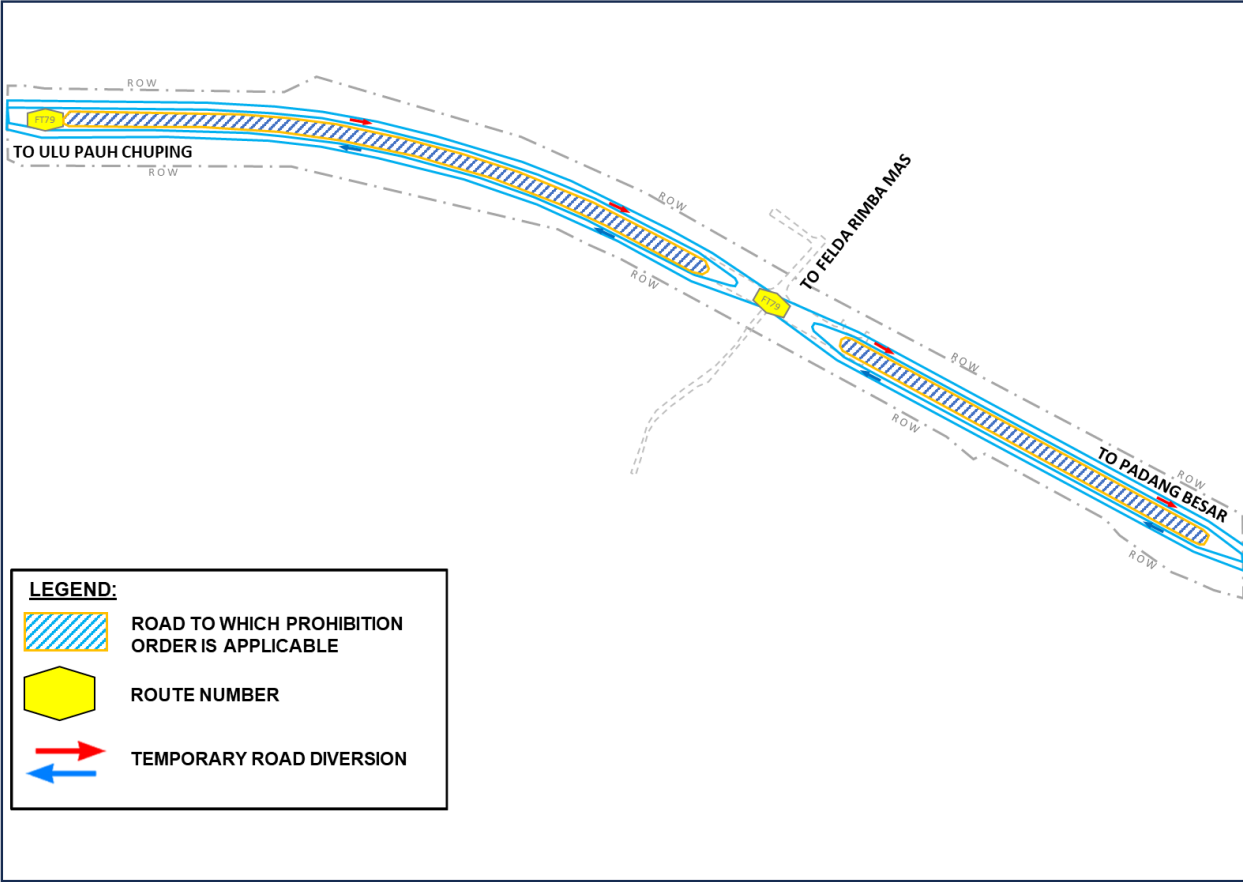 ROW
FT79
TO ULU PAUH CHUPING
ROW
TO FELDA RIMBA MAS
ROW
ROW
FT79
ROW
ROW
TO PADANG BESAR
ROW
ROW
LEGEND:
ROAD TO WHICH PROHIBITION
ORDER IS APPLICABLE
ROUTE NUMBER
TEMPORARY ROAD DIVERSION